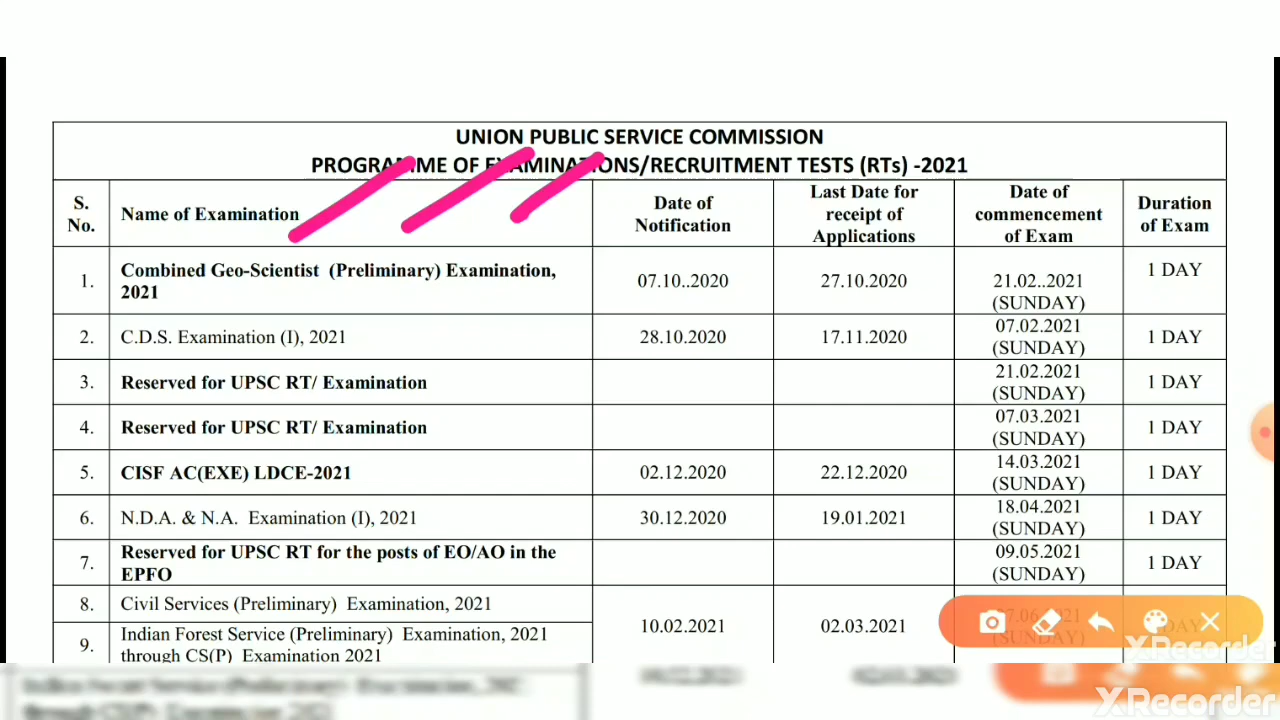 UNION PUBLIC SERVICE COMMISSION
PROGRAMME OF EXAMINATIONS/RECRUITMENT TESTS (RTs) -2021
S. No. Name of Examination Date of Notification Last Date for receipt of Applications Date of commencement of Exam Duration of Exam
1. Combined Geo-Scientist (Preliminary) Examination, 2021 07.10..2020 27.10.2020 21.02..2021 (SUNDAY) 1 DAY
2. C.D.S. Examination (I), 2021 28.10.2020 17.11.2020 07.02.2021 (SUNDAY) 1 DAY
3. Reserved for UPSC RT/ Examination 21.02.2021 (SUNDAY) 1 DAY
4. Reserved for UPSC RT/ Examination 07.03.2021 (SUNDAY) 1 DAY
5. CISF AC(EXE) LDCE-2021 02.12.2020 22.12.2020 14.03.2021 (SUNDAY) 1 DAY
6. N.D.A. & N.A. Examination (I), 2021 30.12.2020 19.01.2021 18.04.2021 (SUNDAY) 1 DAY
7. Reserved for UPSC RT for the posts of EO/AO in the EPFO 09.05.2021 (SUNDAY) 1 DAY
8. Civil Services (Preliminary) Examination, 2021 10.02.2021 02.03.2021
9. Indian Forest Service (Preliminary) Examination, 2021 through CS(P) Examination 2021
XRecorder
XRecorder